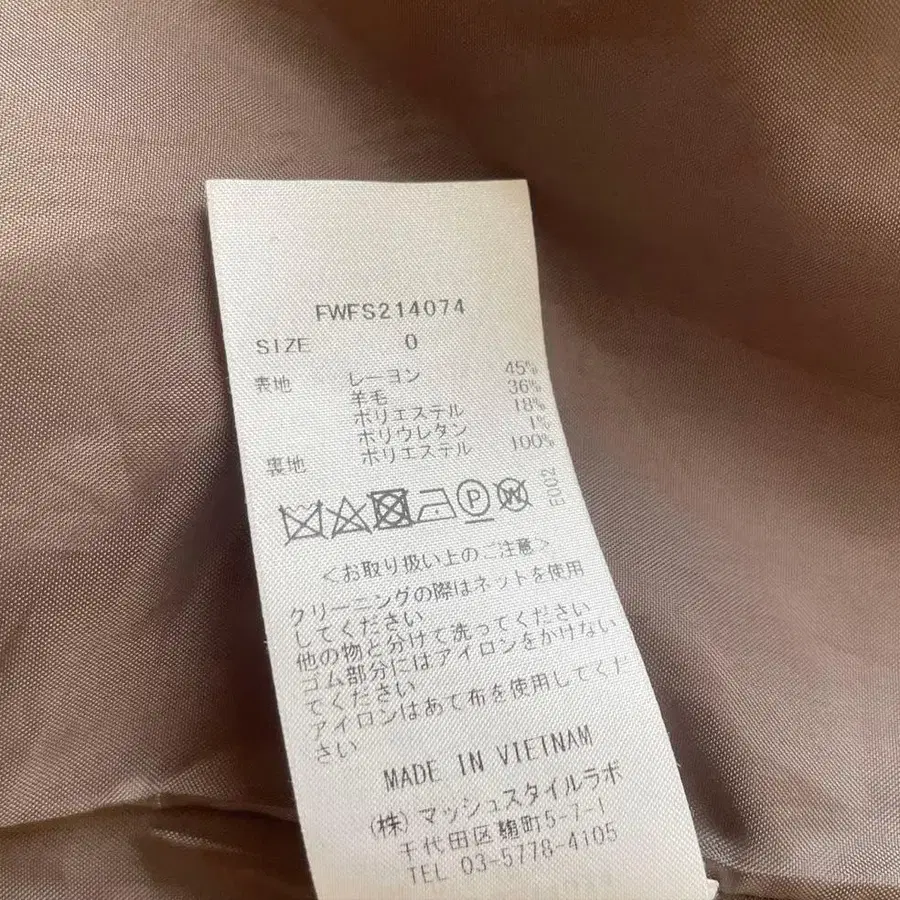 FWFS214074
SIZE 0
表地 レーヨン 45%
羊毛 36%
ポリエステル 18%
ポリウレタン 1%
裏地 ポリエステル 100%
P W E002
<お取り扱い上のご注意>
クリーニングの際はネットを使用
してください
他の物と分けて洗ってください
ゴム部分にはアイロンをかけない
てください
アイロンはあて布を使用してくだ
さい
MADE IN VIETNAM
(株)マッシュスタイルラボ
千代田区麹町5-7-1
TEL 03-5778-4105